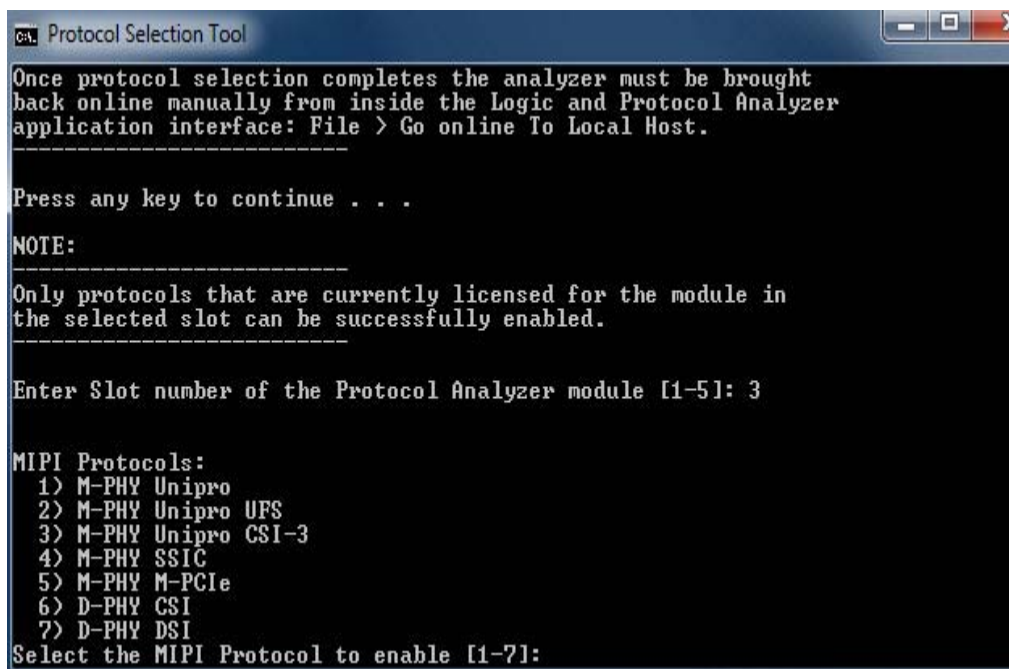 C:\. Protocol Selection Tool
Once protocol selection completes the analyzer must be brought
back online manually from inside the Logic and Protocol Analyzer
application interface: File > Go online To Local Host.
---------------------------
Press any key to continue . . .
NOTE:
---------------------------
Only protocols that are currently licensed for the module in
the selected slot can be successfully enabled.
---------------------------
Enter Slot number of the Protocol Analyzer module [1-5]: 3
MIPI Protocols:
1) M-PHY Unipro
2) M-PHY Unipro UFS
3) M-PHY Unipro CSI-3
4) M-PHY SSIC
5) M-PHY M-PCIe
6) D-PHY CSI
7) D-PHY DSI
Select the MIPI Protocol to enable [1-7]: